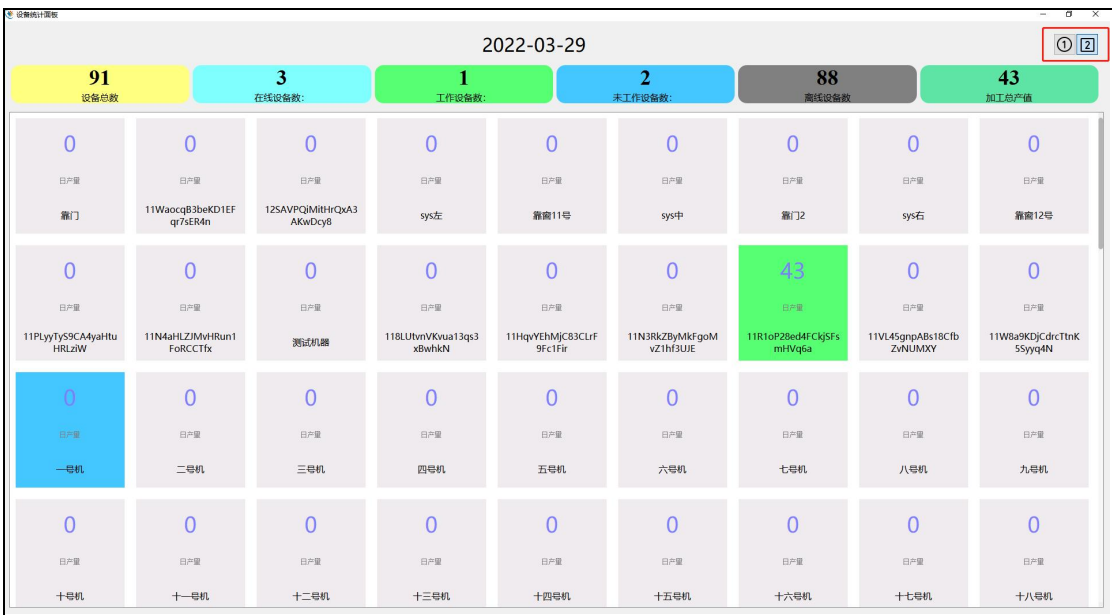 设备统计面板
2022-03-29
① 2
91 3 1 2 88 43
设备总数 在线设备数: 工作设备数: 未工作设备数: 离线设备数 加工总产值
0 0 0 0 0 0 0 0 0
日产量 日产量 日产量 日产量 日产量 日产量 日产量 日产量 日产量
靠门 11WaocqB3beKD1EF 12SAVPQiMitHrQxA3 sys左 靠窗11号 sys中 靠门2 sys右 靠窗12号
qr7sER4n AKwDcy8
0 0 0 0 0 0 43 0 0
日产量 日产量 日产量 日产量 日产量 日产量 日产量 日产量 日产量
11PLyyTyS9CA4yaHtu 11N4aHLZJMvHRun1 测试机器 118LUtvnVKvua13qs3 11HqvYEhMjC83CLrF 11N3RkZByMkFgoM 11R1oP28ed4FCkjSFs 11VL45gnpABs18Cfb 11W8a9KDjCdrcTtnK
HRLziW FoRCCTfx xBwhkN 9Fc1Fir vZ1hf3UJE mHVq6a ZvNUMXY 5Syyq4N
0 0 0 0 0 0 0 0 0
日产量 日产量 日产量 日产量 日产量 日产量 日产量 日产量 日产量
一号机 二号机 三号机 四号机 五号机 六号机 七号机 八号机 九号机
0 0 0 0 0 0 0 0 0
日产量 日产量 日产量 日产量 日产量 日产量 日产量 日产量 日产量
十号机 十一号机 十二号机 十三号机 十四号机 十五号机 十六号机 十七号机 十八号机